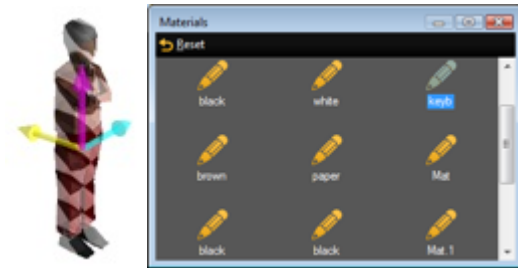 Materials
Reset
black white keyb
brown paper Mat
black black Mat.1